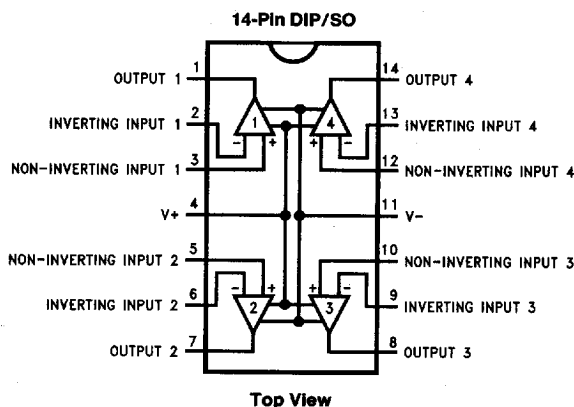 14-Pin DIP/SO
1 14
OUTPUT 1 OUTPUT 4
2 1 4 13
INVERTING INPUT 1 INVERTING INPUT 4
- + + -
3 12
NON-INVERTING INPUT 1 NON-INVERTING INPUT 4
4 11
V+ V-
5 10
NON-INVERTING INPUT 2 NON-INVERTING INPUT 3
- + + -
6 2 3 9
INVERTING INPUT 2 INVERTING INPUT 3
7 8
OUTPUT 2 OUTPUT 3
Top View